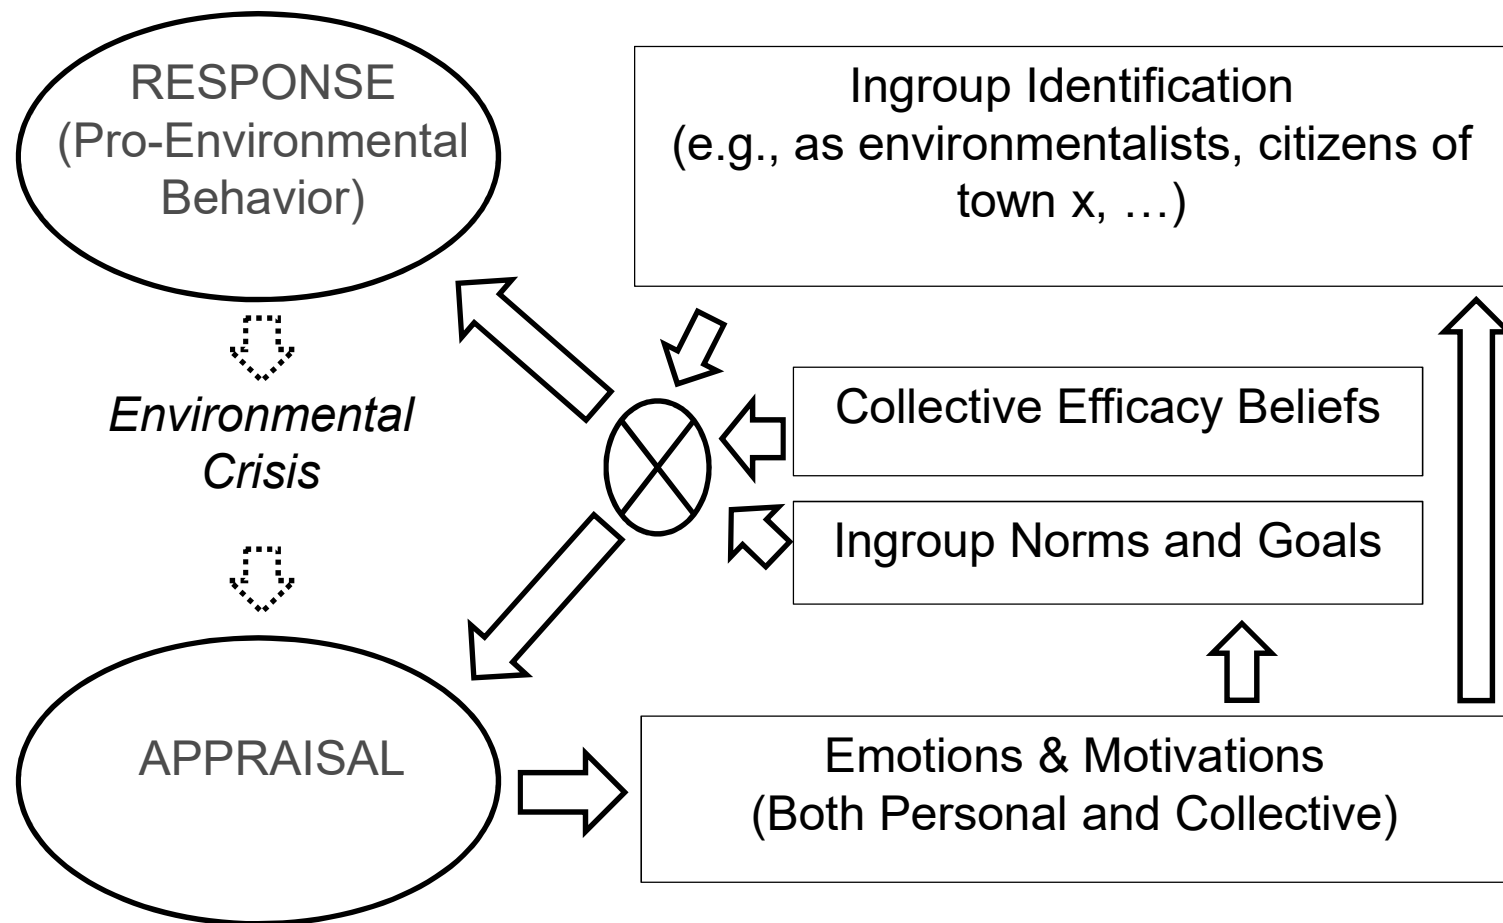 RESPONSE
(Pro-Environmental
Behavior)
Ingroup Identification
(e.g., as environmentalists, citizens of
town x, …)
Environmental
Crisis
Collective Efficacy Beliefs
Ingroup Norms and Goals
APPRAISAL
Emotions & Motivations
(Both Personal and Collective)